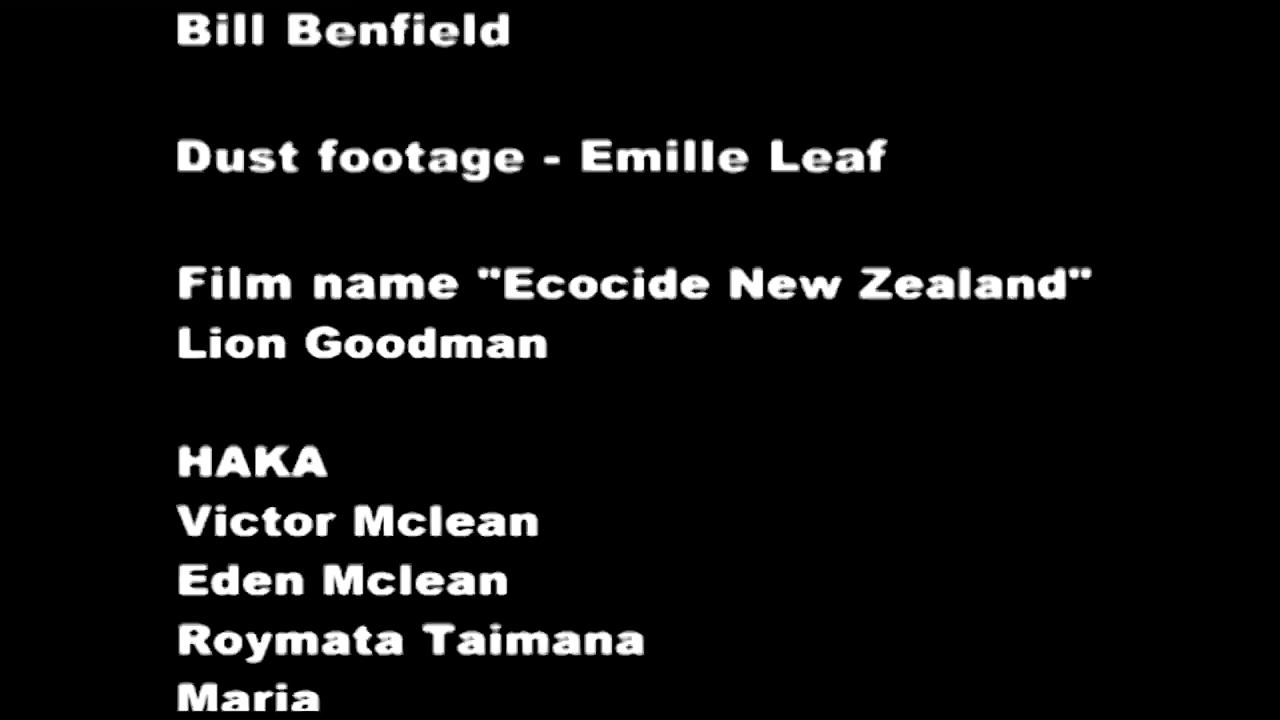 Bill Benfield
Dust footage - Emille Leaf
Film name "Ecocide New Zealand"
Lion Goodman
HAKA
Victor Mclean
Eden Mclean
Roymata Taimana
Maria